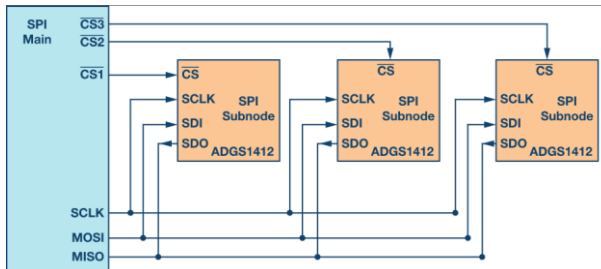 SPI
Main
CS3
CS2
CS1
SCLK
MOSI
MISO
CS
SCLK
SDI
SDO
SPI
Subnode
ADGS1412
CS
SCLK
SDI
SDO
SPI
Subnode
ADGS1412
CS
SCLK
SDI
SDO
SPI
Subnode
ADGS1412